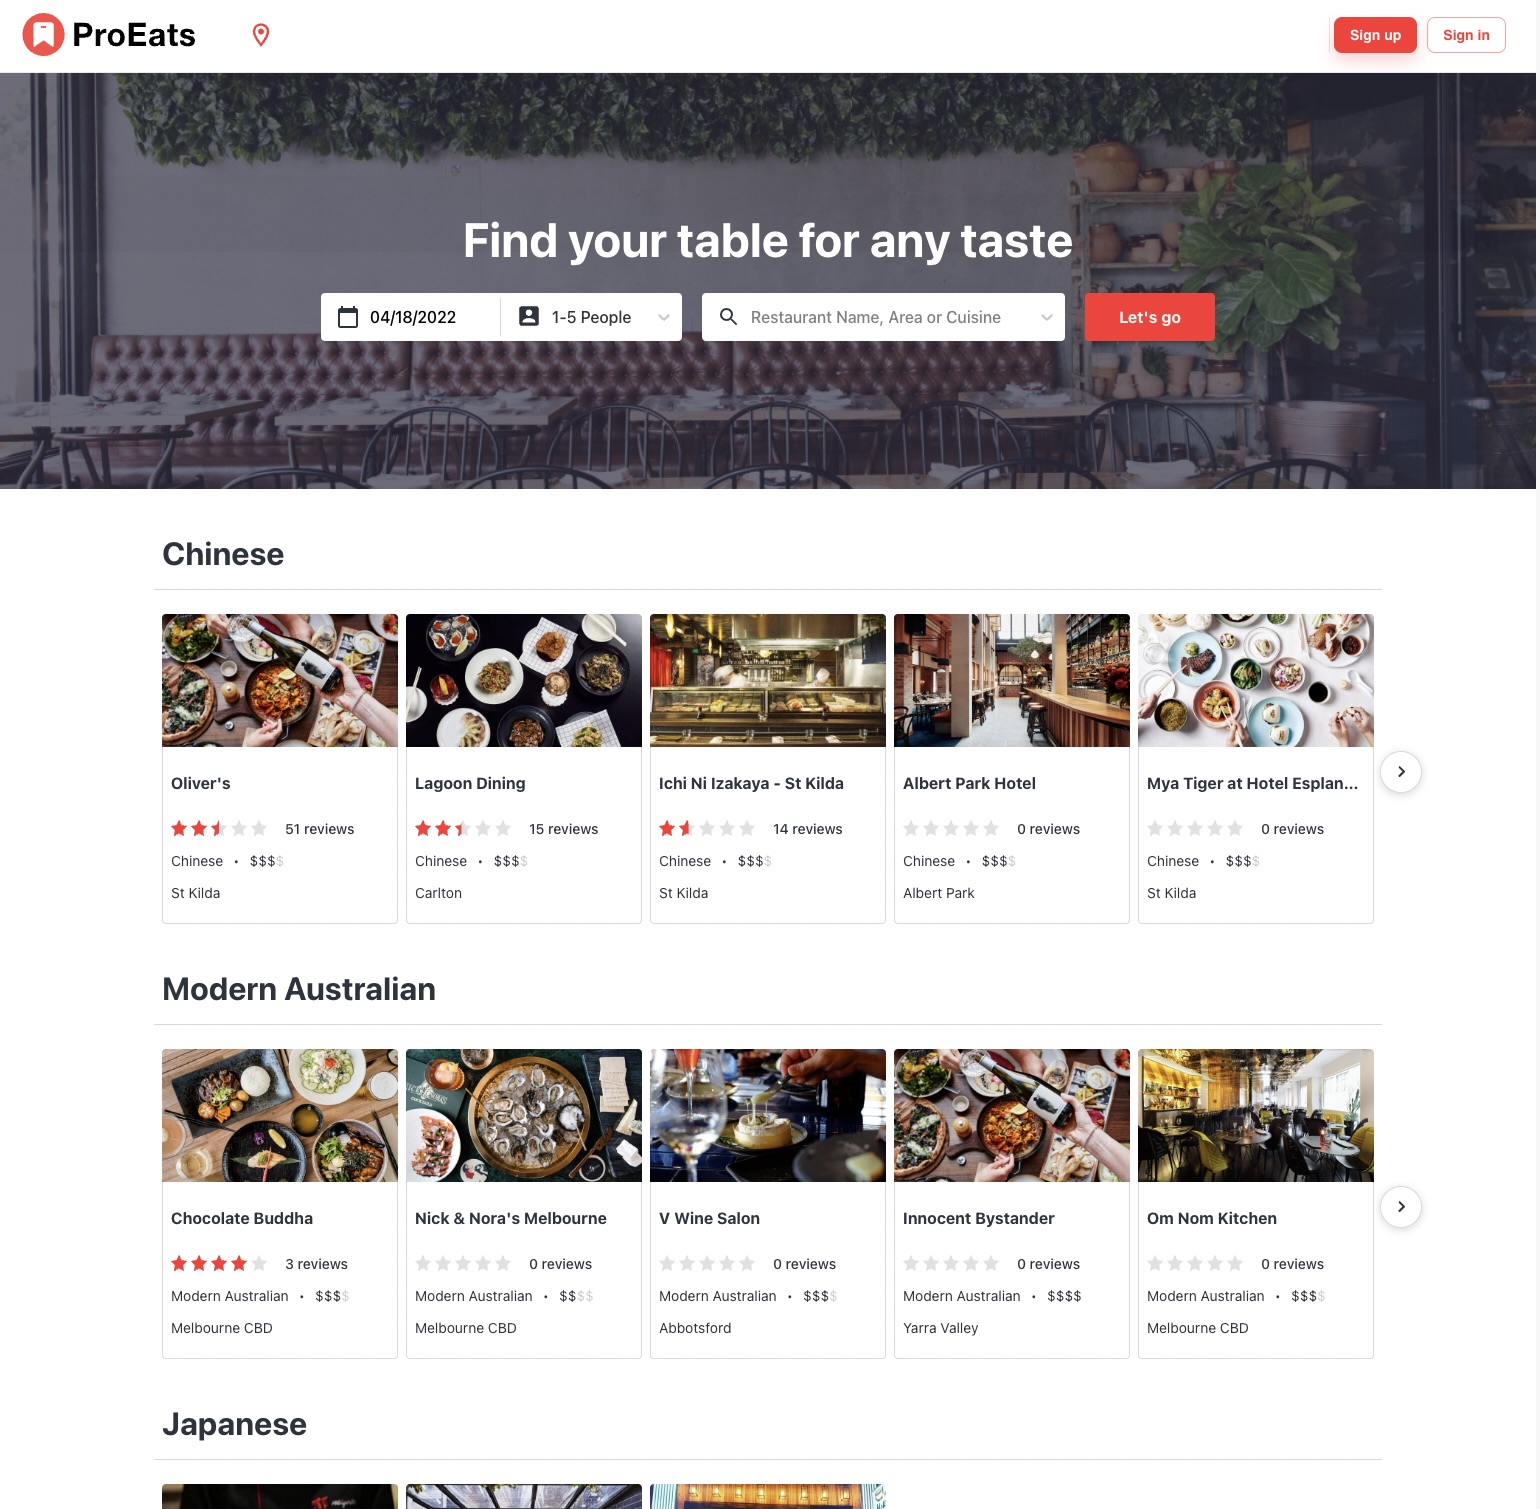 ProEats
Sign up
Sign in
Find your table for any taste
04/18/2022
1-5 People
Restaurant Name, Area or Cuisine
Let's go
Chinese
Oliver's
51 reviews
Chinese • $$$$
St Kilda
Lagoon Dining
15 reviews
Chinese • $$$$
Carlton
Ichi Ni Izakaya - St Kilda
14 reviews
Chinese • $$$$
St Kilda
Albert Park Hotel
0 reviews
Chinese • $$$$
Albert Park
Mya Tiger at Hotel Esplan...
0 reviews
Chinese • $$$$
St Kilda
Modern Australian
Chocolate Buddha
3 reviews
Modern Australian • $$$$
Melbourne CBD
Nick & Nora's Melbourne
0 reviews
Modern Australian • $$$$
Melbourne CBD
V Wine Salon
0 reviews
Modern Australian • $$$$
Abbotsford
Innocent Bystander
0 reviews
Modern Australian • $$$$
Yarra Valley
Om Nom Kitchen
0 reviews
Modern Australian • $$$$
Melbourne CBD
Japanese